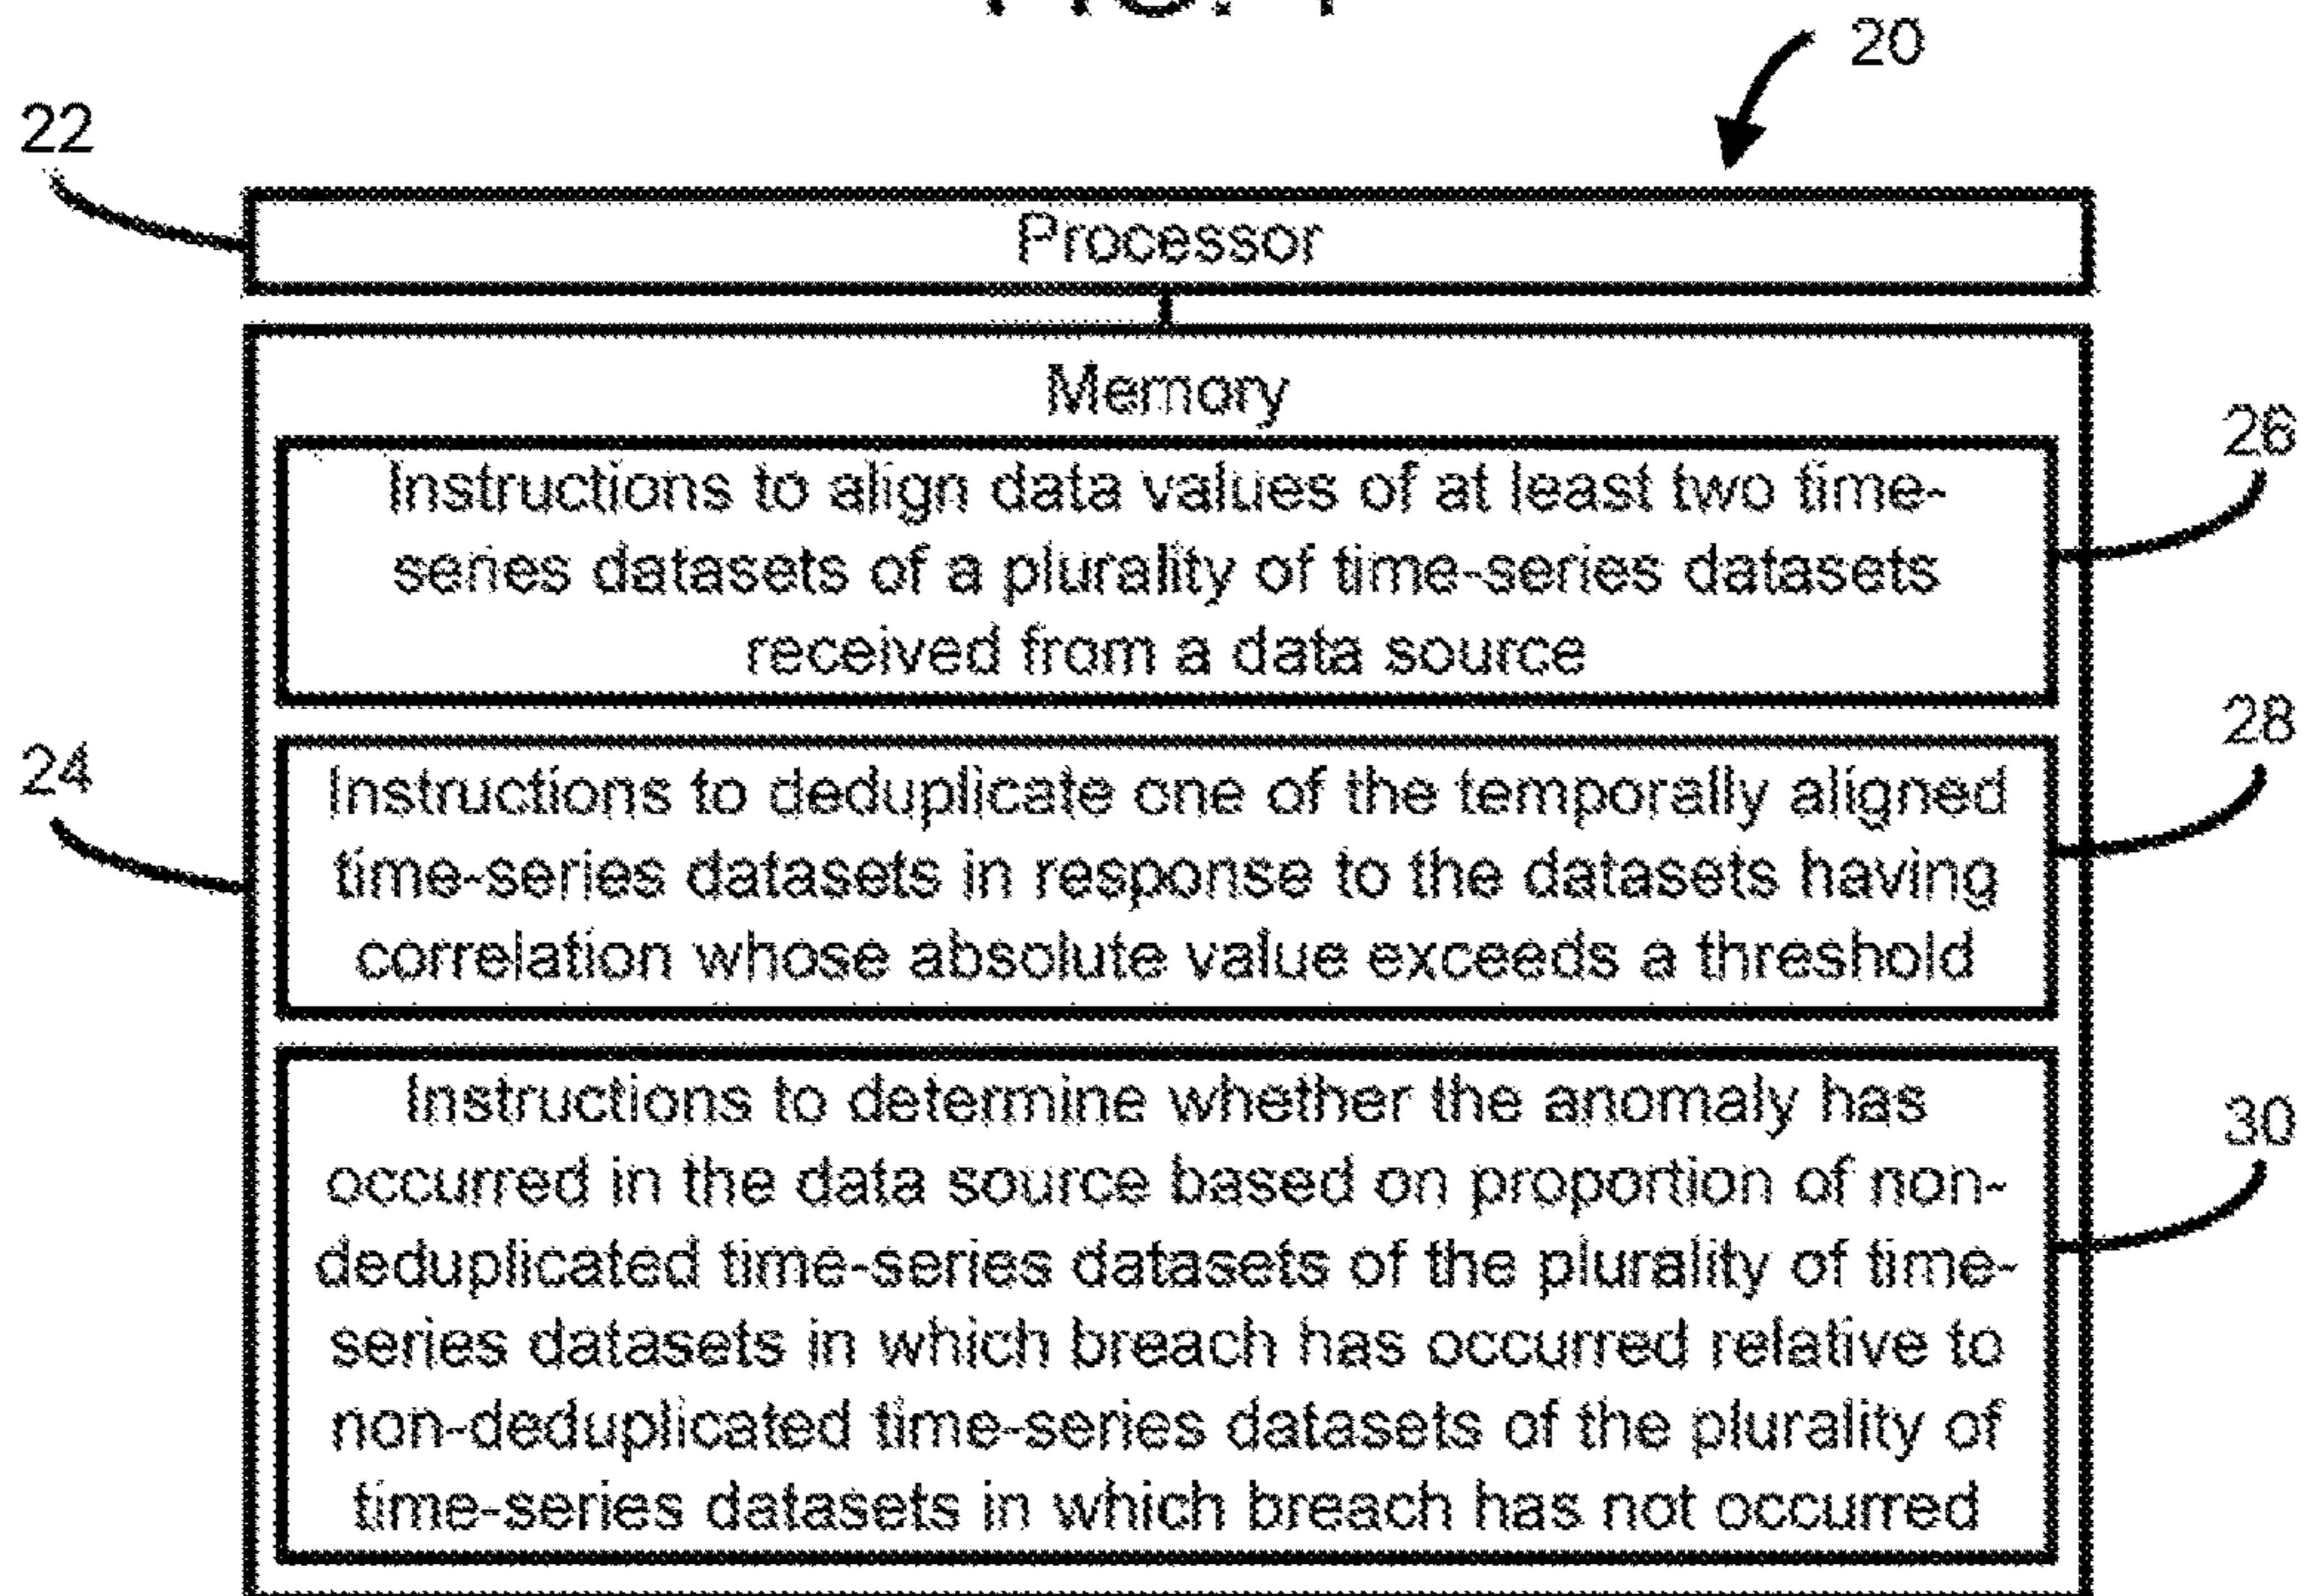 20
22
Processor
Memory
26
Instructions to align data values of at least two time-
series datasets of a plurality of time-series datasets
received from a data source
28
24
Instructions to deduplicate one of the temporally aligned
time-series datasets in response to the datasets having
correlation whose absolute value exceeds a threshold
30
Instructions to determine whether the anomaly has
occurred in the data source based on proportion of non-
deduplicated time-series datasets of the plurality of time-
series datasets in which breach has occurred relative to
non-deduplicated time-series datasets of the plurality of
time-series datasets in which breach has not occurred